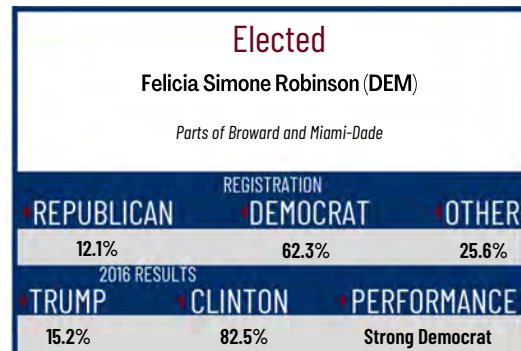 Elected
Felicia Simone Robinson (DEM)
Parts of Broward and Miami-Dade
REGISTRATION
REPUBLICAN DEMOCRAT OTHER
12.1% 62.3% 25.6%
2016 RESULTS
TRUMP CLINTON PERFORMANCE
15.2% 82.5% Strong Democrat